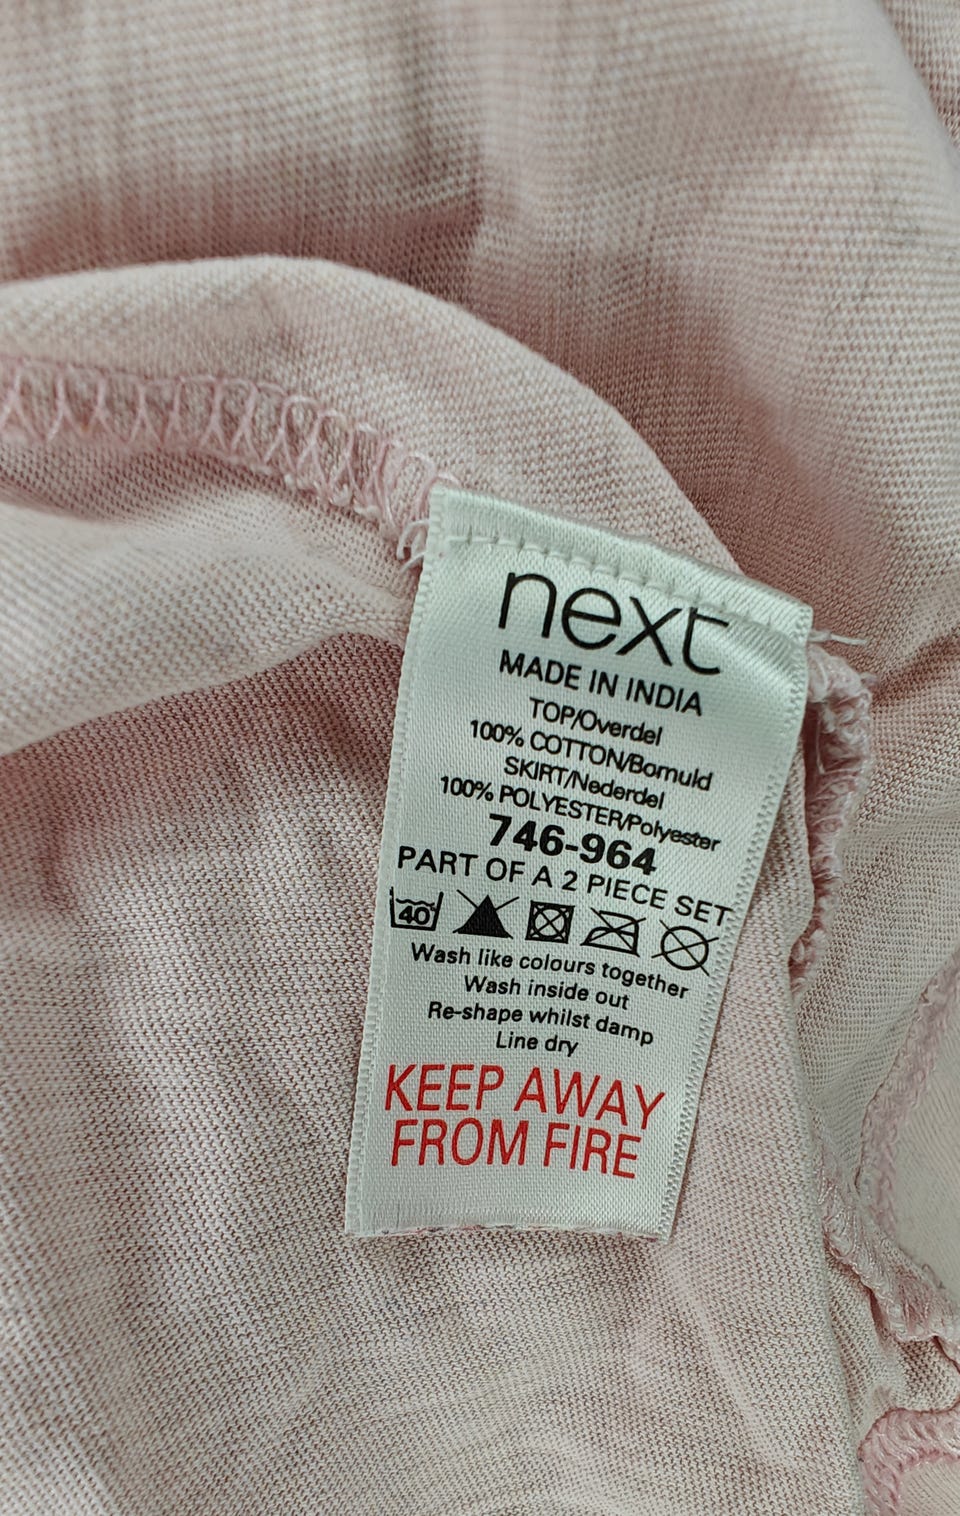 next
MADE IN INDIA
TOP/Overdel
100% COTTON/Bomuld
SKIRT/Nederdel
100% POLYESTER/Polyester
746-964
PART OF A 2 PIECE SET
40
Wash like colours together
Wash inside out
Re-shape whilst damp
Line dry
KEEP AWAY
FROM FIRE